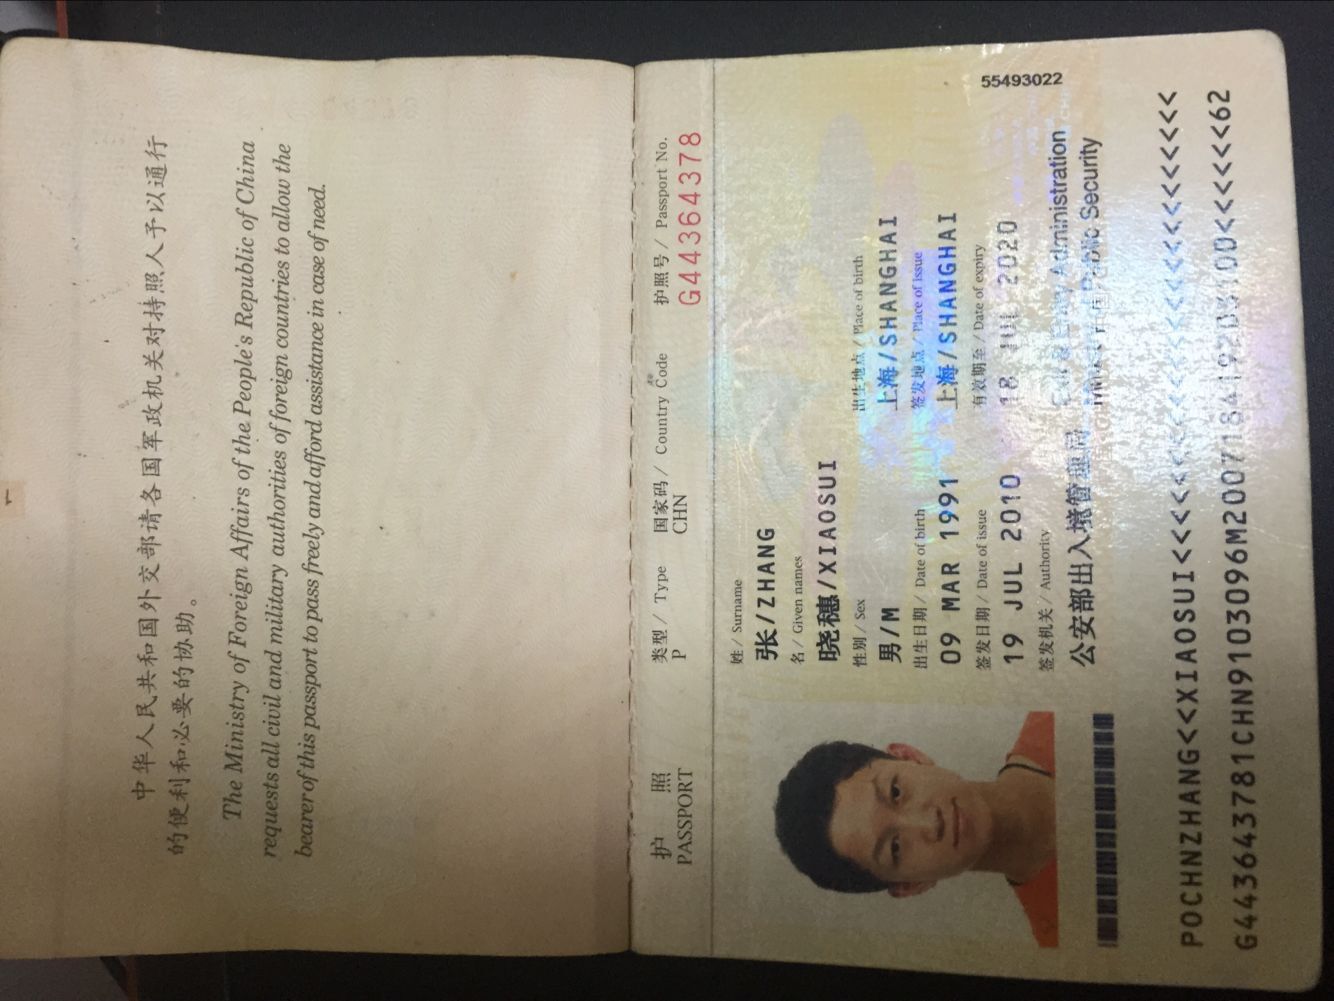 中华人民共和国外交部请各国军政机关对持照人予以通行
的便利和必要的协助。
The Ministry of Foreign Affairs of the People's Republic of China
requests all civil and military authorities of foreign countries to allow the
bearer of this passport to pass freely and afford assistance in case of need.
护 照 类型 / Type 国家码 / Country Code 护照号 / Passport No.
PASSPORT P CHN G44364378
姓 / Surname
张/ZHANG
名 / Given names
晓穗/XIAOSUI
性别 / Sex 出生地点 / Place of birth
男/M 上海/SHANGHAI
出生日期 / Date of birth 签发地点 / Place of issue
09 MAR 1991 上海/SHANGHAI
签发日期 / Date of issue 有效期至 / Date of expiry
19 JUL 2010 18 JUL 2020
签发机关 / Authority
公安部出入境管理局 Exit & Entry Administration
Ministry of Public Security
55493022
POCHNZHANG<<XIAOSUI<<<<<<<<<<<<<<<<<<<<<<<<<
G443643781CHN9103096M2007184192D3100<<<<<<62